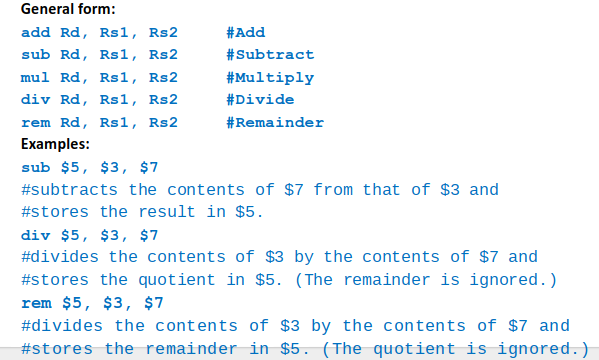 General form:
add Rd, Rs1, Rs2 #Add
sub Rd, Rs1, Rs2 #Subtract
mul Rd, Rs1, Rs2 #Multiply
div Rd, Rs1, Rs2 #Divide
rem Rd, Rs1, Rs2 #Remainder
Examples:
sub $5, $3, $7
#subtracts the contents of $7 from that of $3 and
#stores the result in $5.
div $5, $3, $7
#divides the contents of $3 by the contents of $7 and
#stores the quotient in $5. (The remainder is ignored.)
rem $5, $3, $7
#divides the contents of $3 by the contents of $7 and
#stores the remainder in $5. (The quotient is ignored.)